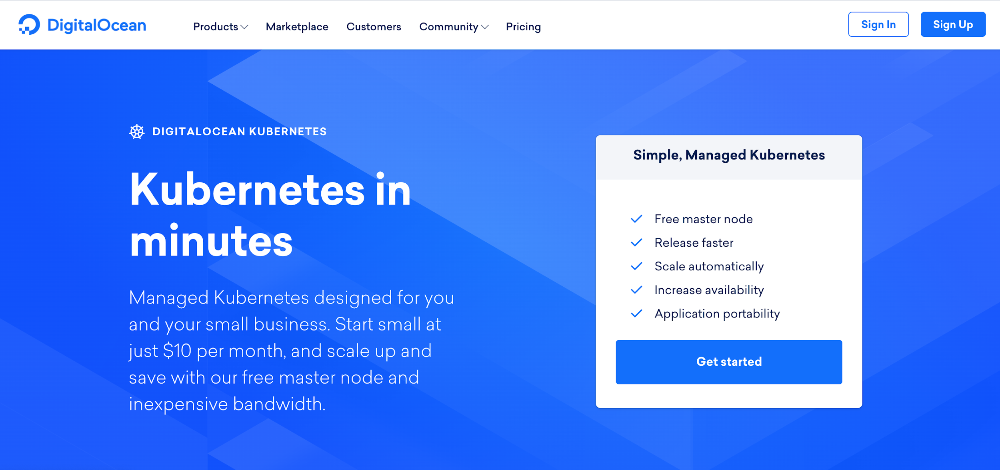 DigitalOcean
Products
Marketplace
Customers
Community
Pricing
Sign In
Sign Up
DIGITALOCEAN KUBERNETES
Kubernetes in
minutes
Managed Kubernetes designed for you
and your small business. Start small at
just $10 per month, and scale up and
save with our free master node and
inexpensive bandwidth.
Simple, Managed Kubernetes
Free master node
Release faster
Scale automatically
Increase availability
Application portability
Get started